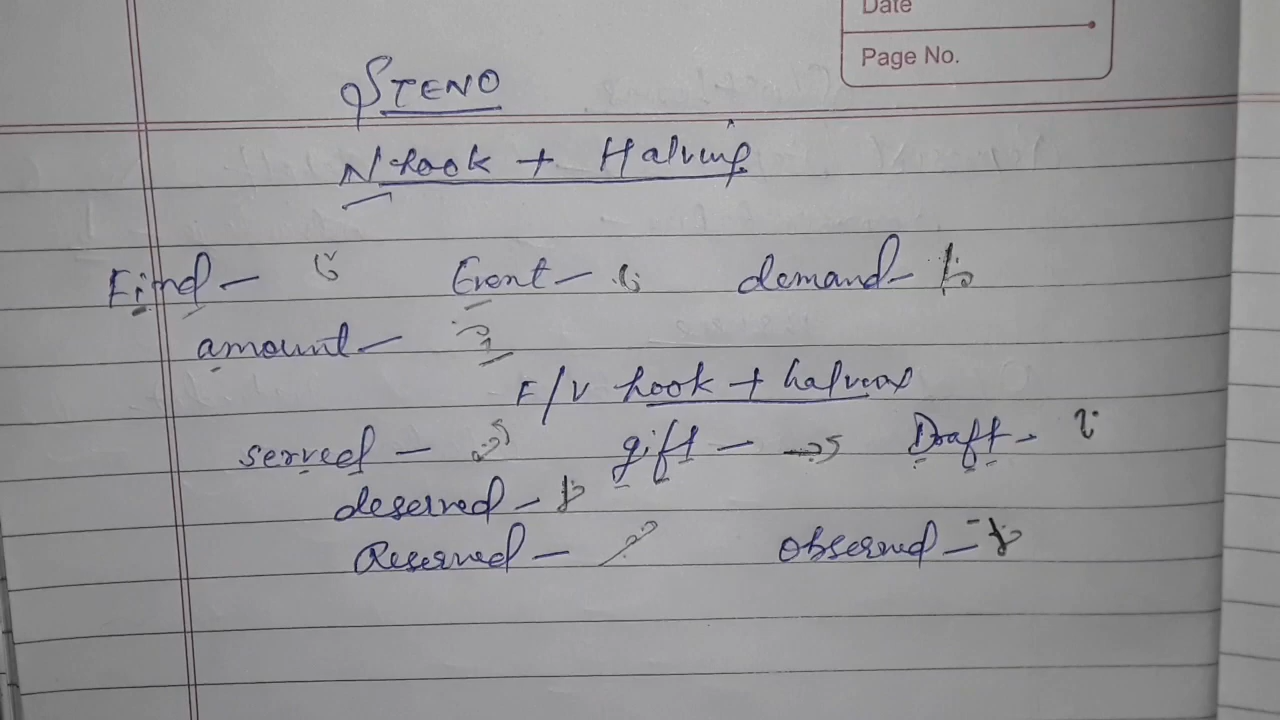 Date
Page No.
STENO
N hook + Halving
Find - Event - demand -
amount -
F/V hook + halving
served - gift - Draft -
deserved -
Reserved - observed -